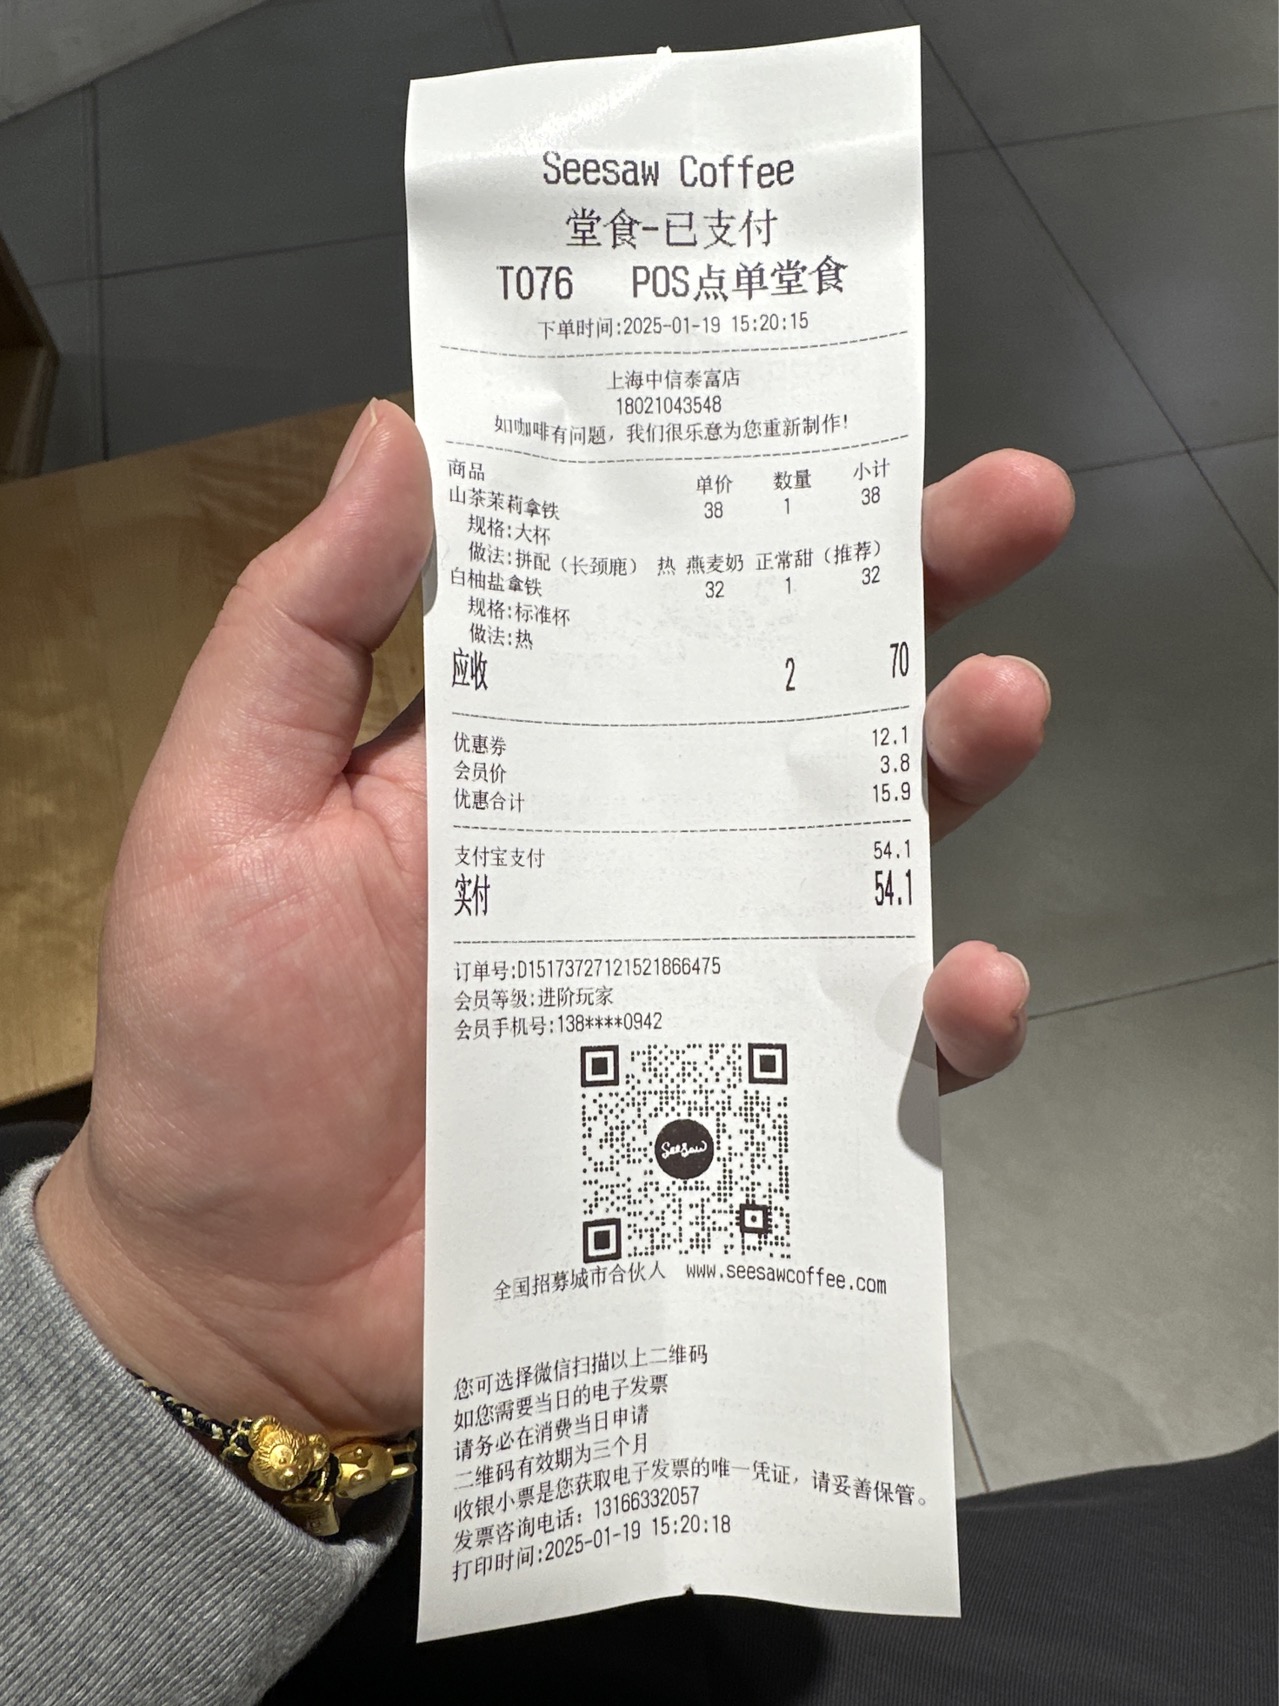 Seesaw Coffee
堂食-已支付
T076 POS点单堂食
下单时间:2025-01-19 15:20:15
上海中信泰富店
18021043548
如咖啡有问题，我们很乐意为您重新制作!
商品 单价 数量 小计
山茶茉莉拿铁 38 1 38
规格:大杯
做法:拼配（长颈鹿） 热 燕麦奶 正常甜（推荐）
白柚盐拿铁 32 1 32
规格:标准杯
做法:热
应收 2 70
优惠券 12.1
会员价 3.8
优惠合计 15.9
支付宝支付 54.1
实付 54.1
订单号:D15173727121521866475
会员等级:进阶玩家
会员手机号:138****0942
SeeSaw
全国招募城市合伙人 www.seesawcoffee.com
您可选择微信扫描以上二维码
如您需要当日的电子发票
请务必在消费当日申请
二维码有效期为三个月
收银小票是您获取电子发票的唯一凭证，请妥善保管。
发票咨询电话：13166332057
打印时间:2025-01-19 15:20:18